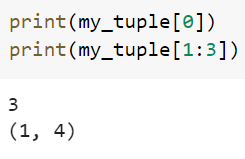 print(my_tuple[0])
print(my_tuple[1:3])
3
(1, 4)